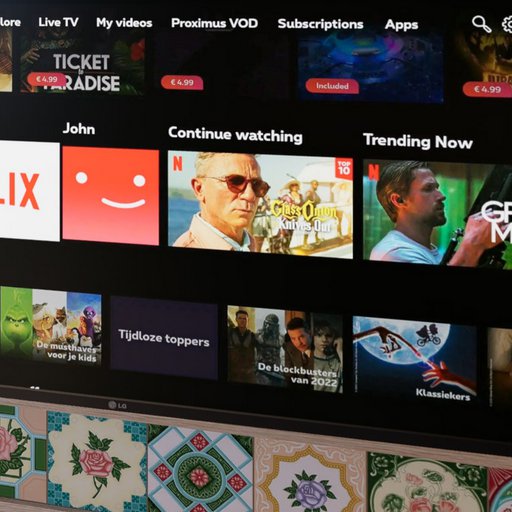 lore Live TV My videos Proximus VOD Subscriptions Apps
TICKET
to
PARADISE
€ 4.99
€ 4.99
Included
€ 4.99
John
Continue watching
Trending Now
LIX
N
TOP
10
Glass Onion
Knives Out
N
De musthaves
voor je kids
Tijdloze toppers
De blockbusters
van 2022
Klassiekers
LG